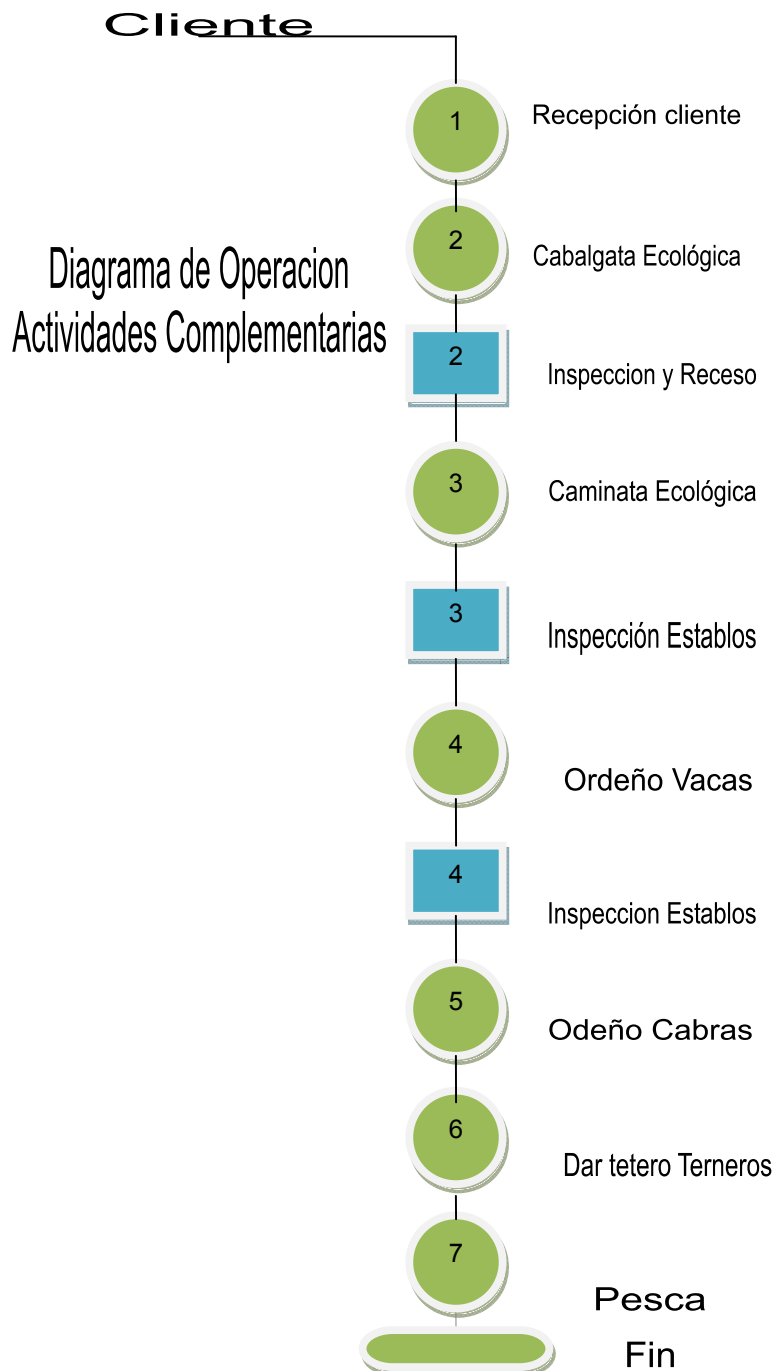 Cliente
1
Recepción cliente
2
Cabalgata Ecológica
Diagrama de Operacion
Actividades Complementarias
2
Inspeccion y Receso
3
Caminata Ecológica
3
Inspección Establos
4
Ordeño Vacas
4
Inspeccion Establos
5
Odeño Cabras
6
Dar tetero Terneros
7
Pesca
Fin